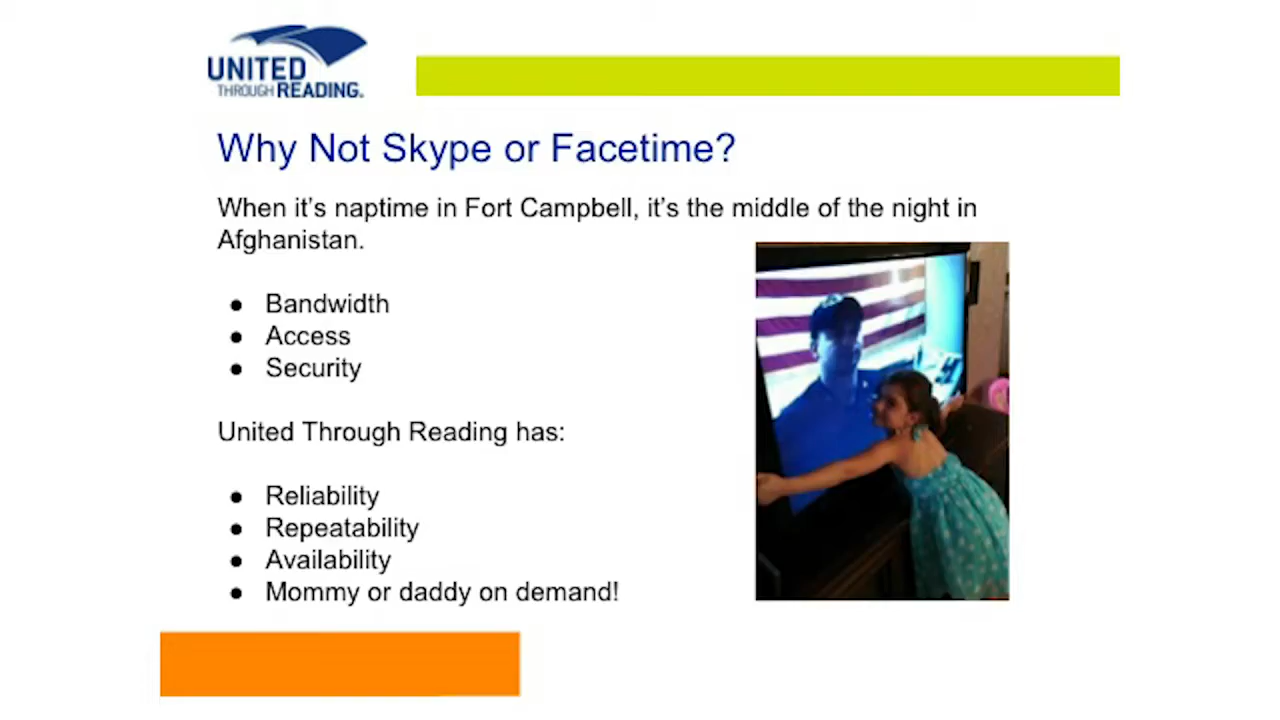 UNITED
THROUGH READING.
Why Not Skype or Facetime?
When it's naptime in Fort Campbell, it's the middle of the night in
Afghanistan.
● Bandwidth
● Access
● Security
United Through Reading has:
● Reliability
● Repeatability
● Availability
● Mommy or daddy on demand!